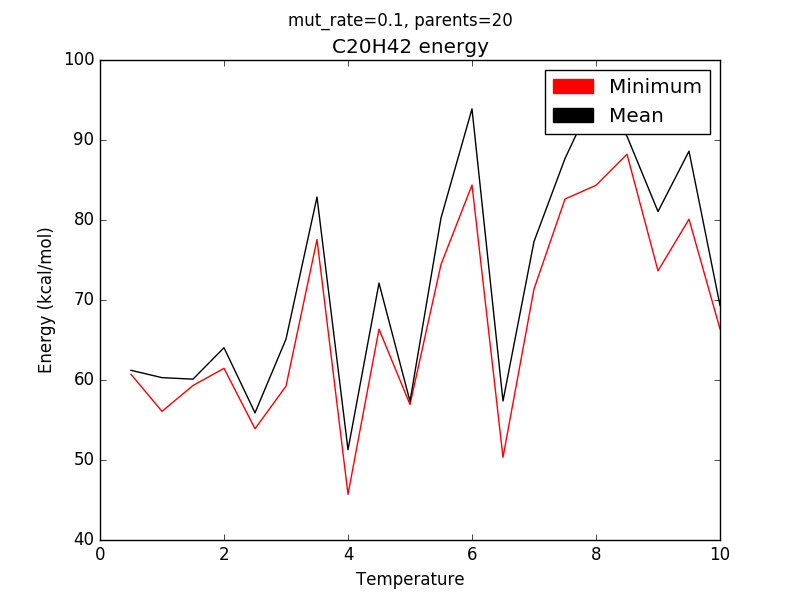 mut_rate=0.1, parents=20
C20H42 energy
Minimum
Mean
Energy (kcal/mol)
100
90
80
70
60
50
40
0 2 4 6 8 10
Temperature